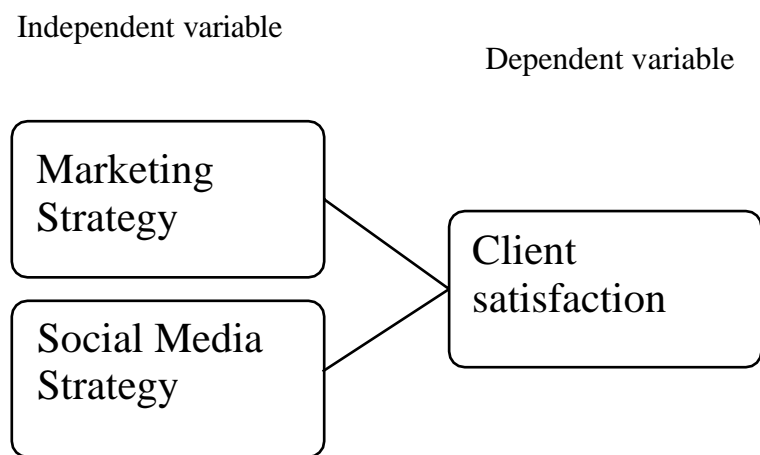 Independent variable
Dependent variable
Marketing
Strategy
Client
satisfaction
Social Media
Strategy